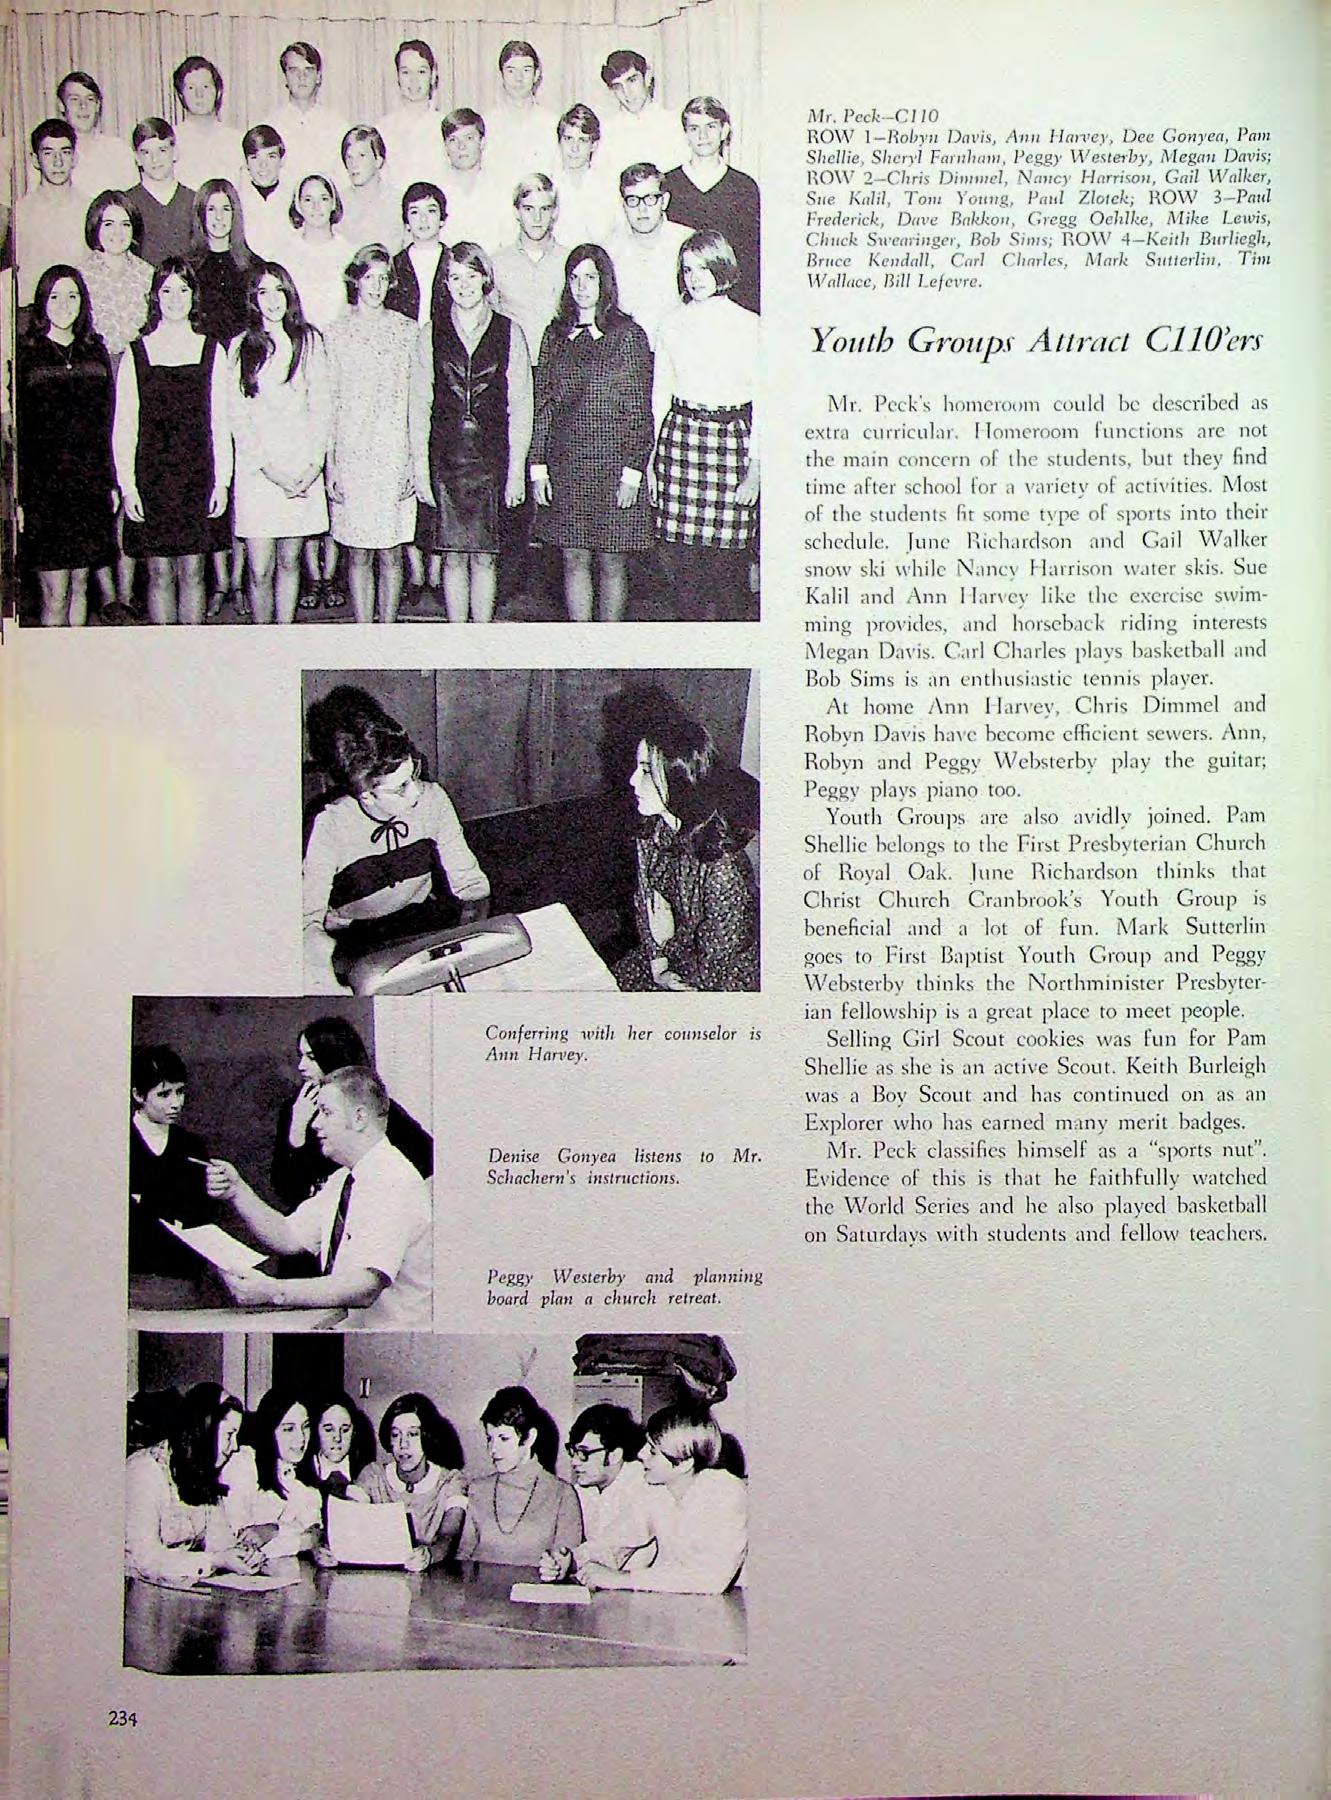 Mr. Peck—C110
ROW 1—Robyn Davis, Ann Harvey, Dee Gonyea, Pam
Shellie, Sheryl Farnham, Peggy Westerby, Megan Davis;
ROW 2—Chris Dimmel, Nancy Harrison, Gail Walker,
Sue Kalil, Tom Young, Paul Zlotek; ROW 3—Paul
Frederick, Dave Bakkon, Gregg Oehlke, Mike Lewis,
Chuck Swearinger, Bob Sims; ROW 4—Keith Burliegh,
Bruce Kendall, Carl Charles, Mark Sutterlin, Tim
Wallace, Bill Lefevre.
Youth Groups Attract C110'ers
Mr. Peck's homeroom could be described as
extra curricular. Homeroom functions are not
the main concern of the students, but they find
time after school for a variety of activities. Most
of the students fit some type of sports into their
schedule. June Richardson and Gail Walker
snow ski while Nancy Harrison water skis. Sue
Kalil and Ann Harvey like the exercise swim-
ming provides, and horseback riding interests
Megan Davis. Carl Charles plays basketball and
Bob Sims is an enthusiastic tennis player.
At home Ann Harvey, Chris Dimmel and
Robyn Davis have become efficient sewers. Ann,
Robyn and Peggy Websterby play the guitar;
Peggy plays piano too.
Youth Groups are also avidly joined. Pam
Shellie belongs to the First Presbyterian Church
of Royal Oak. June Richardson thinks that
Christ Church Cranbrook's Youth Group is
beneficial and a lot of fun. Mark Sutterlin
goes to First Baptist Youth Group and Peggy
Websterby thinks the Northminister Presbyter-
ian fellowship is a great place to meet people.
Selling Girl Scout cookies was fun for Pam
Shellie as she is an active Scout. Keith Burleigh
was a Boy Scout and has continued on as an
Explorer who has earned many merit badges.
Mr. Peck classifies himself as a "sports nut".
Evidence of this is that he faithfully watched
the World Series and he also played basketball
on Saturdays with students and fellow teachers.
Conferring with her counselor is
Ann Harvey.
Denise Gonyea listens to Mr.
Schachern's instructions.
Peggy Westerby and planning
board plan a church retreat.
234